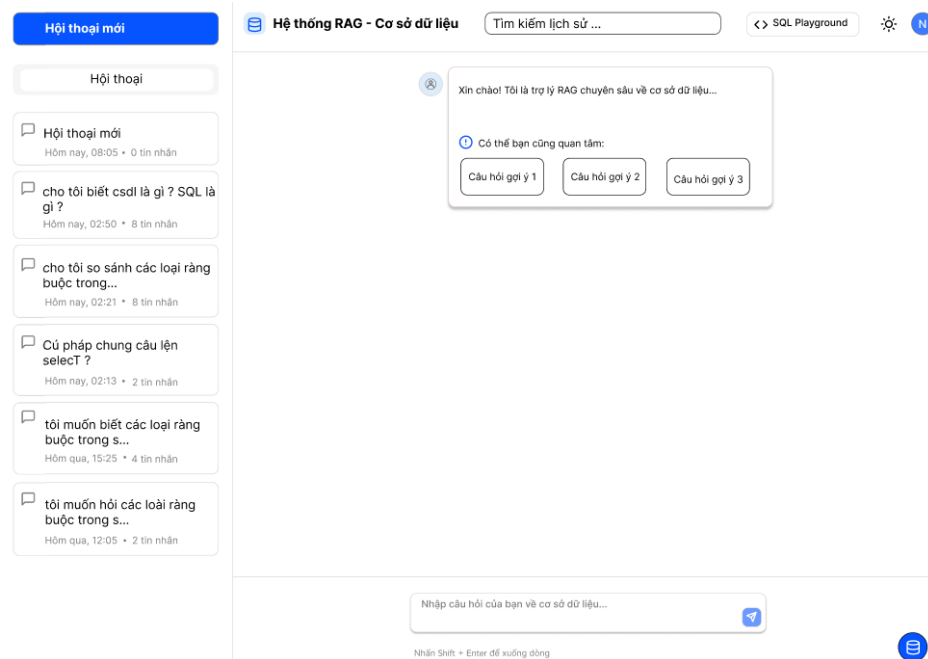 Hội thoại mới
Hệ thống RAG - Cơ sở dữ liệu
Tìm kiếm lịch sử ...
SQL Playground
N
Hội thoại
Hội thoại mới
Hôm nay, 08:05 • 0 tin nhắn
cho tôi biết csdl là gì ? SQL là
gì ?
Hôm nay, 02:50 • 8 tin nhắn
cho tôi so sánh các loại ràng
buộc trong...
Hôm nay, 02:21 • 8 tin nhắn
Cú pháp chung câu lện
selecT ?
Hôm nay, 02:13 • 2 tin nhắn
tôi muốn biết các loại ràng
buộc trong s...
Hôm qua, 15:25 • 4 tin nhắn
tôi muốn hỏi các loài ràng
buộc trong s...
Hôm qua, 12:05 • 2 tin nhắn
Xin chào! Tôi là trợ lý RAG chuyên sâu về cơ sở dữ liệu...
Có thể bạn cũng quan tâm:
Câu hỏi gợi ý 1
Câu hỏi gợi ý 2
Câu hỏi gợi ý 3
Nhập câu hỏi của bạn về cơ sở dữ liệu...
Nhấn Shift + Enter để xuống dòng